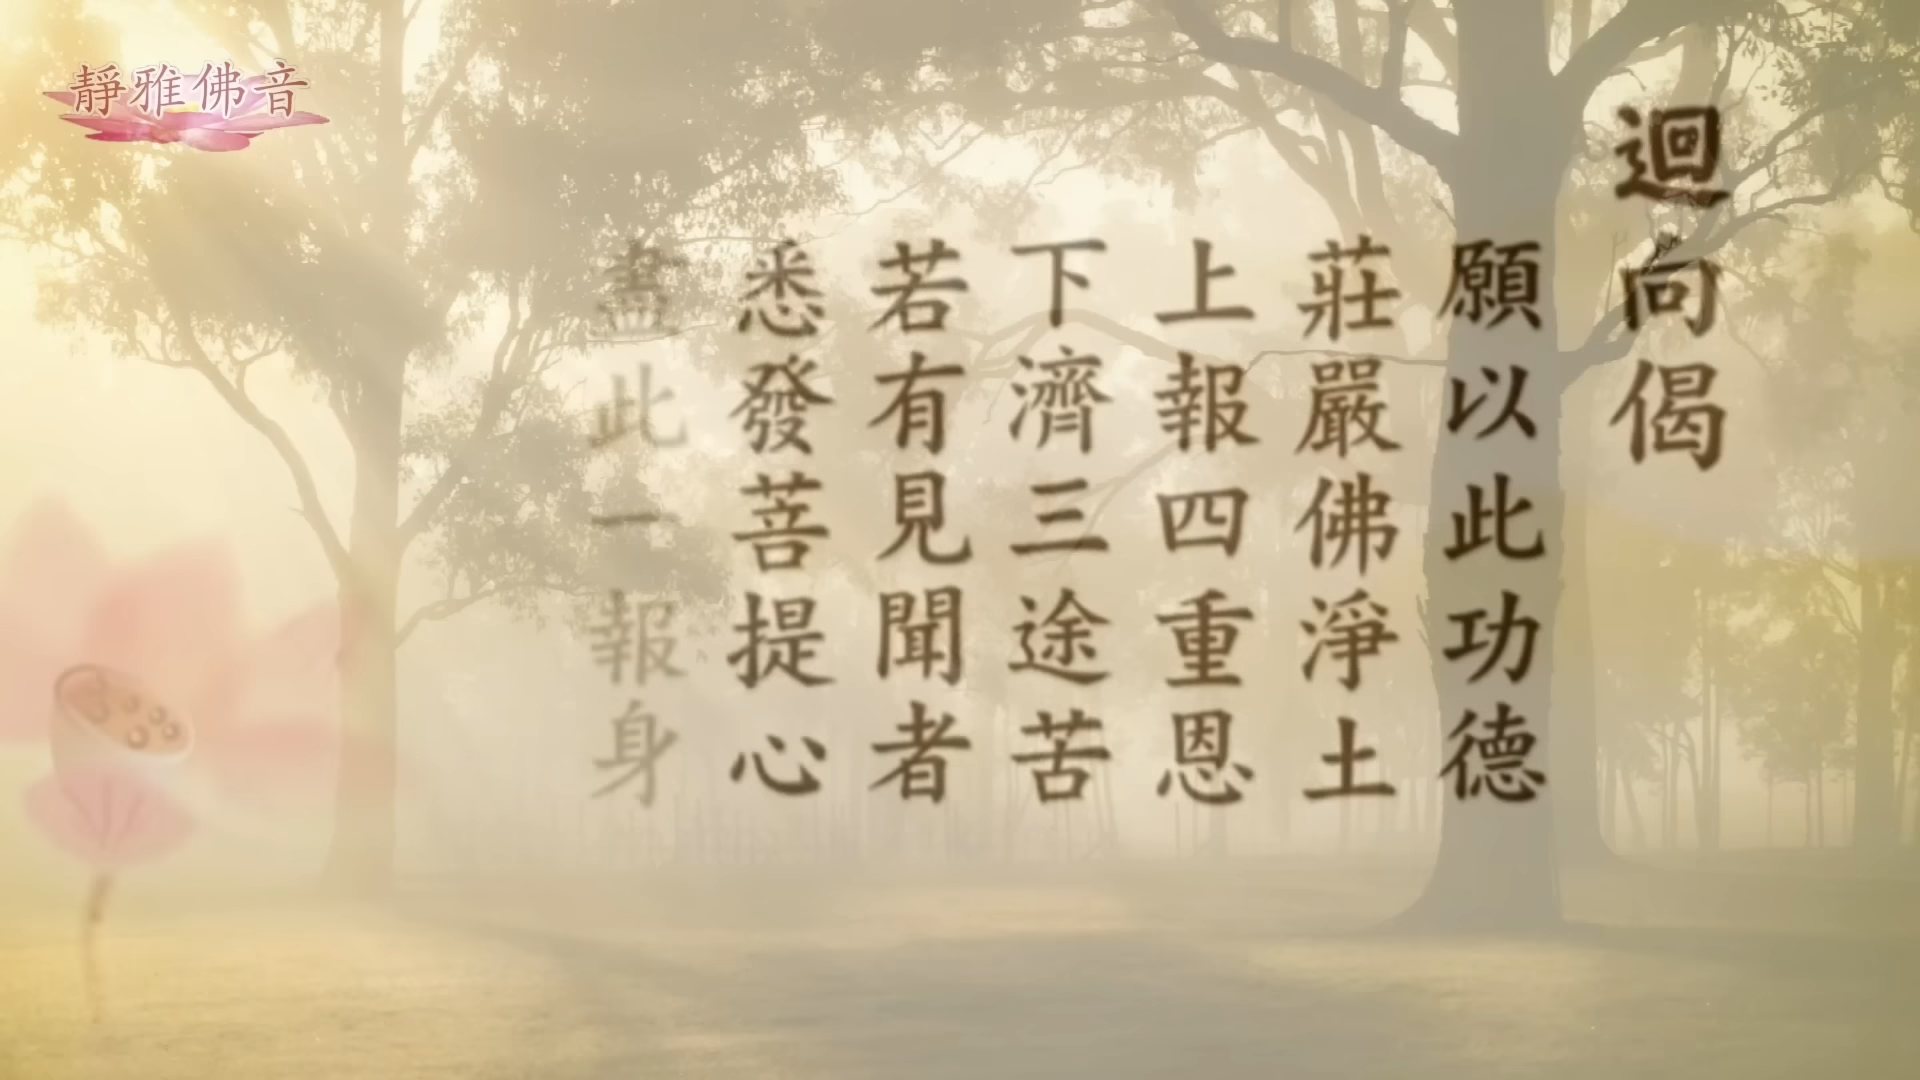 靜雅佛音
迴向偈
願以此功德
莊嚴佛淨土
上報四重恩
下濟三途苦
若有見聞者
悉發菩提心
盡此一報身